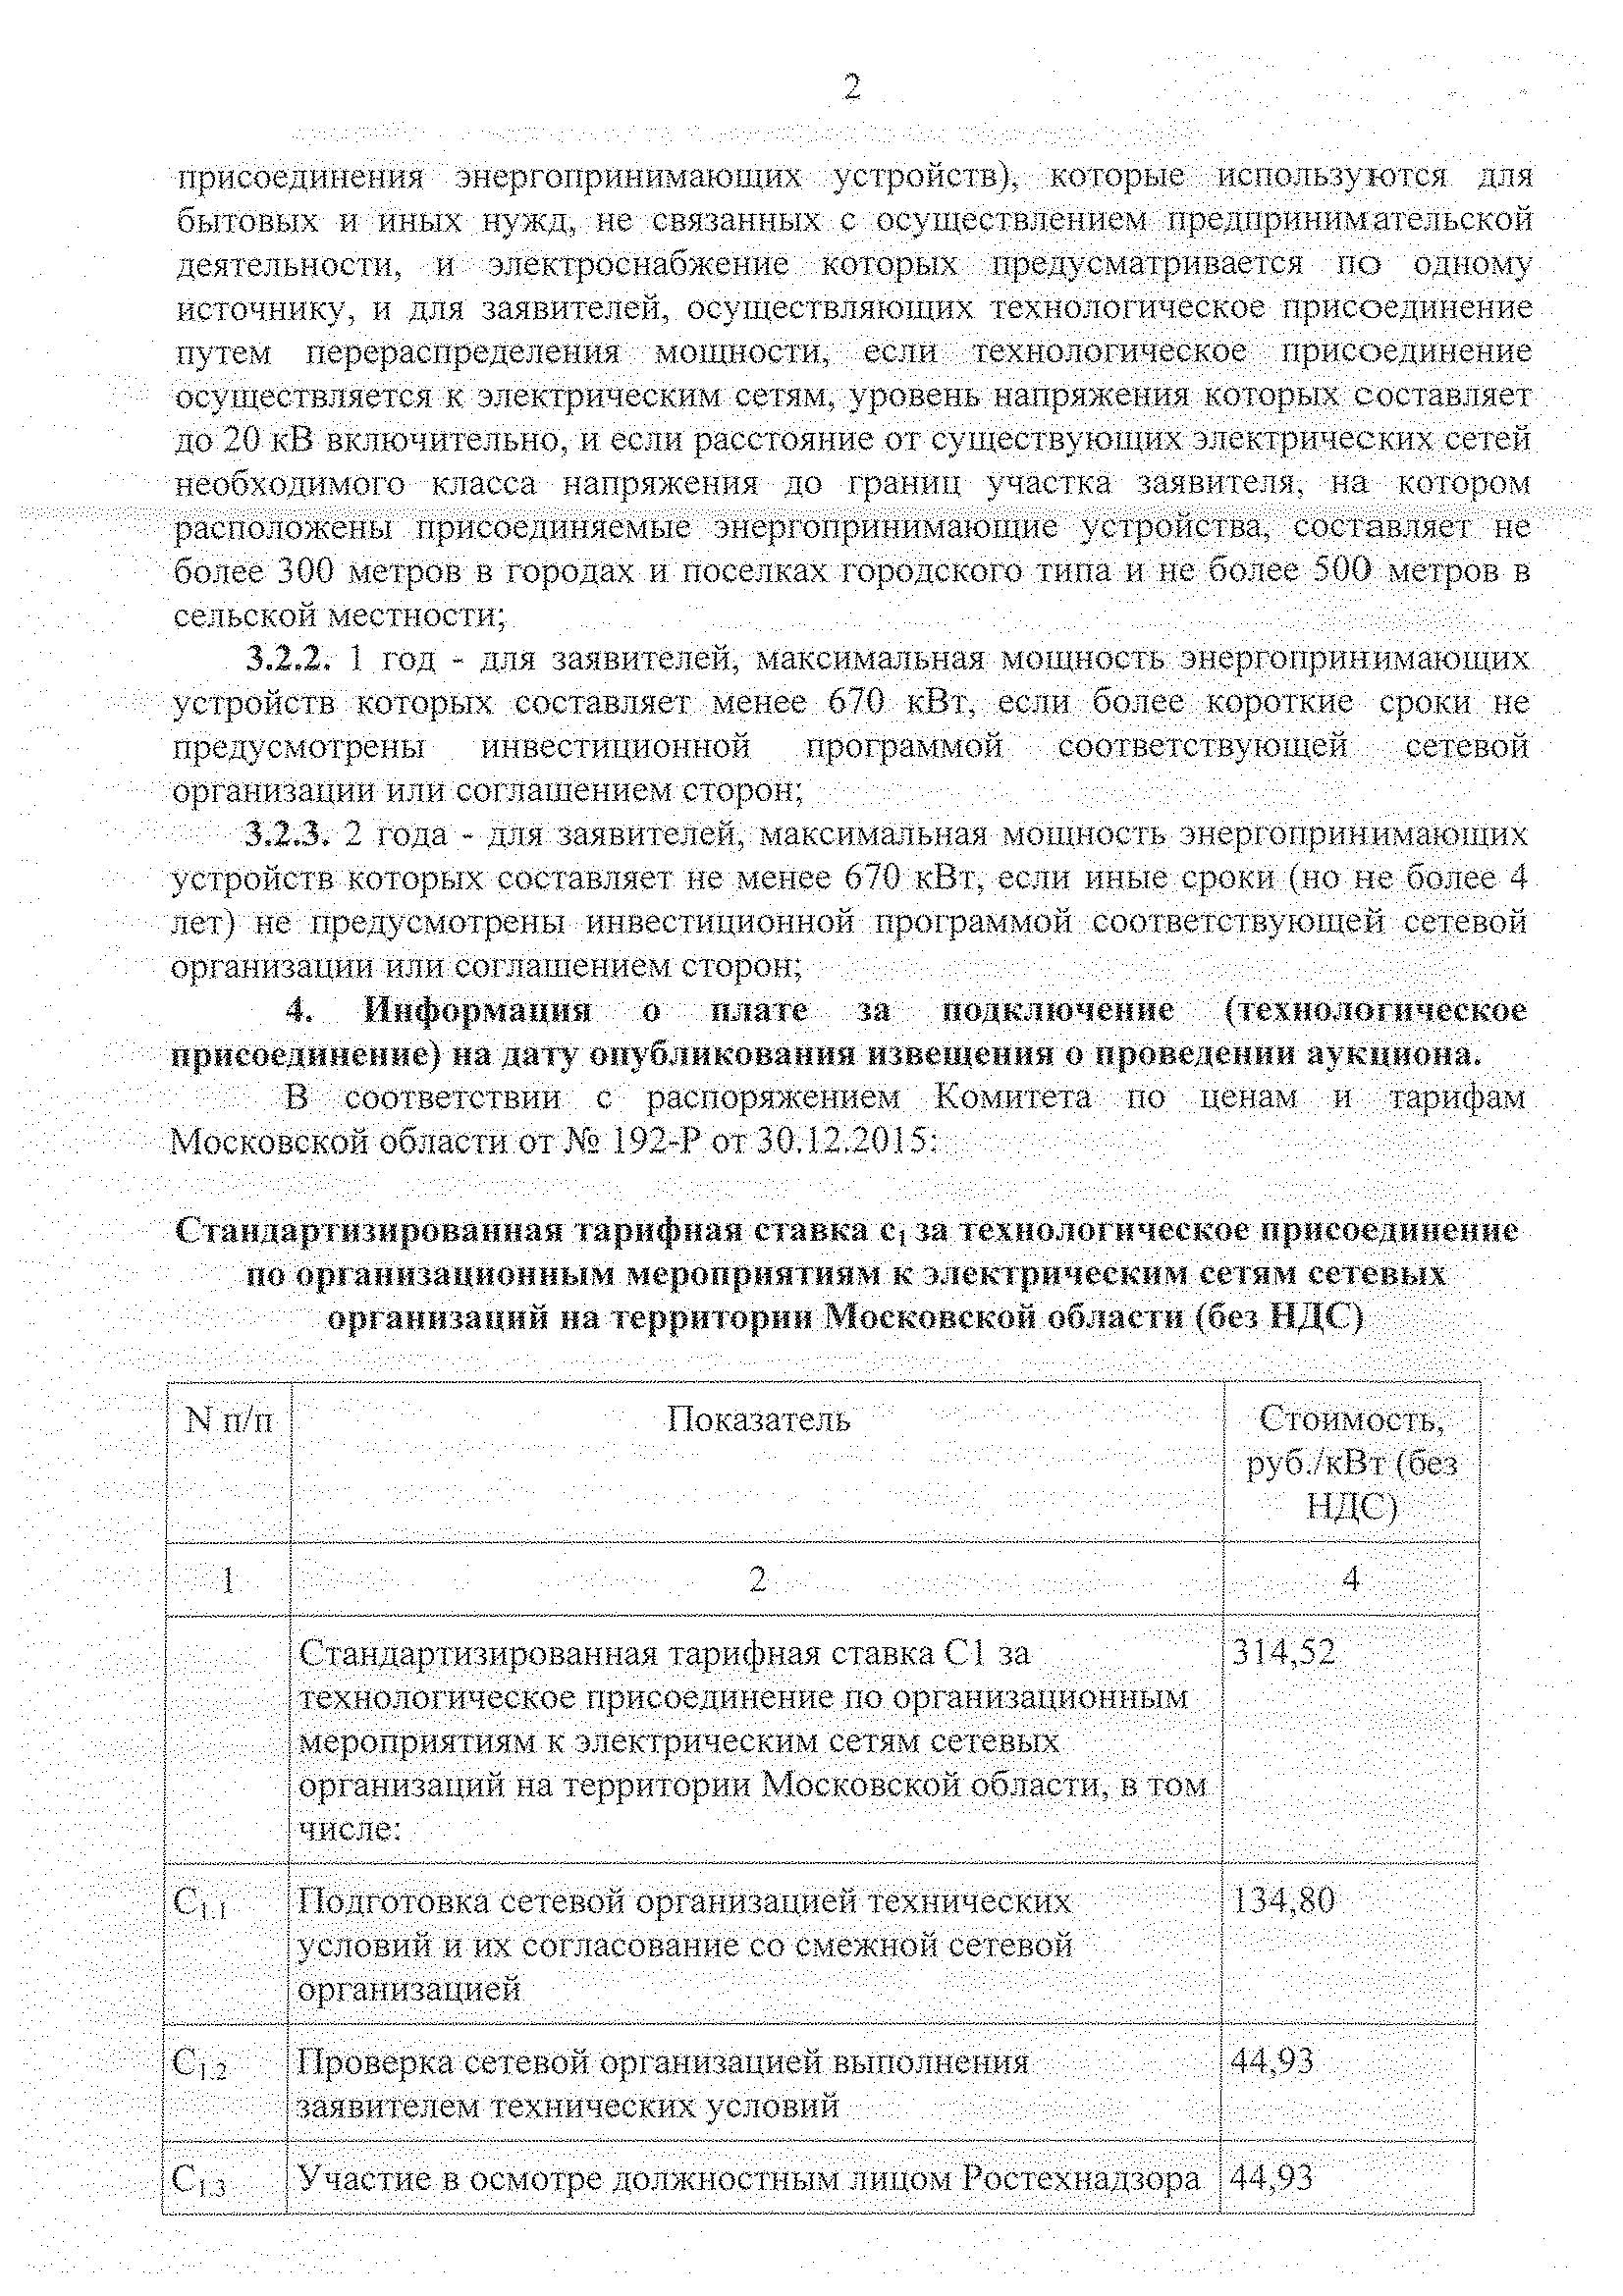 2
присоединения энергопринимающих устройств), которые используются для
бытовых и иных нужд, не связанных с осуществлением предпринимательской
деятельности, и электроснабжение которых предусматривается по одному
источнику, и для заявителей, осуществляющих технологическое присоединение
путем перераспределения мощности, если технологическое присоединение
осуществляется к электрическим сетям, уровень напряжения которых составляет
до 20 кВ включительно, и если расстояние от существующих электрических сетей
необходимого класса напряжения до границ участка заявителя, на котором
расположены присоединяемые энергопринимающие устройства, составляет не
более 300 метров в городах и поселках городского типа и не более 500 метров в
сельской местности;
3.2.2. 1 год - для заявителей, максимальная мощность энергопринимающих
устройств которых составляет менее 670 кВт, если более короткие сроки не
предусмотрены инвестиционной программой соответствующей сетевой
организации или соглашением сторон;
3.2.3. 2 года - для заявителей, максимальная мощность энергопринимающих
устройств которых составляет не менее 670 кВт, если иные сроки (но не более 4
лет) не предусмотрены инвестиционной программой соответствующей сетевой
организации или соглашением сторон;
4. Информация о плате за подключение (технологическое
присоединение) на дату опубликования извещения о проведении аукциона.
В соответствии с распоряжением Комитета по ценам и тарифам
Московской области от № 192-Р от 30.12.2015:
Стандартизированная тарифная ставка с₁ за технологическое присоединение
по организационным мероприятиям к электрическим сетям сетевых
организаций на территории Московской области (без НДС)
N п/п Показатель Стоимость,
руб./кВт (без
НДС)
1 2 4
Стандартизированная тарифная ставка С1 за 314,52
технологическое присоединение по организационным
мероприятиям к электрическим сетям сетевых
организаций на территории Московской области, в том
числе:
С₁.₁ Подготовка сетевой организацией технических 134,80
условий и их согласование со смежной сетевой
организацией
С₁.₂ Проверка сетевой организацией выполнения 44,93
заявителем технических условий
С₁.₃ Участие в осмотре должностным лицом Ростехнадзора 44,93